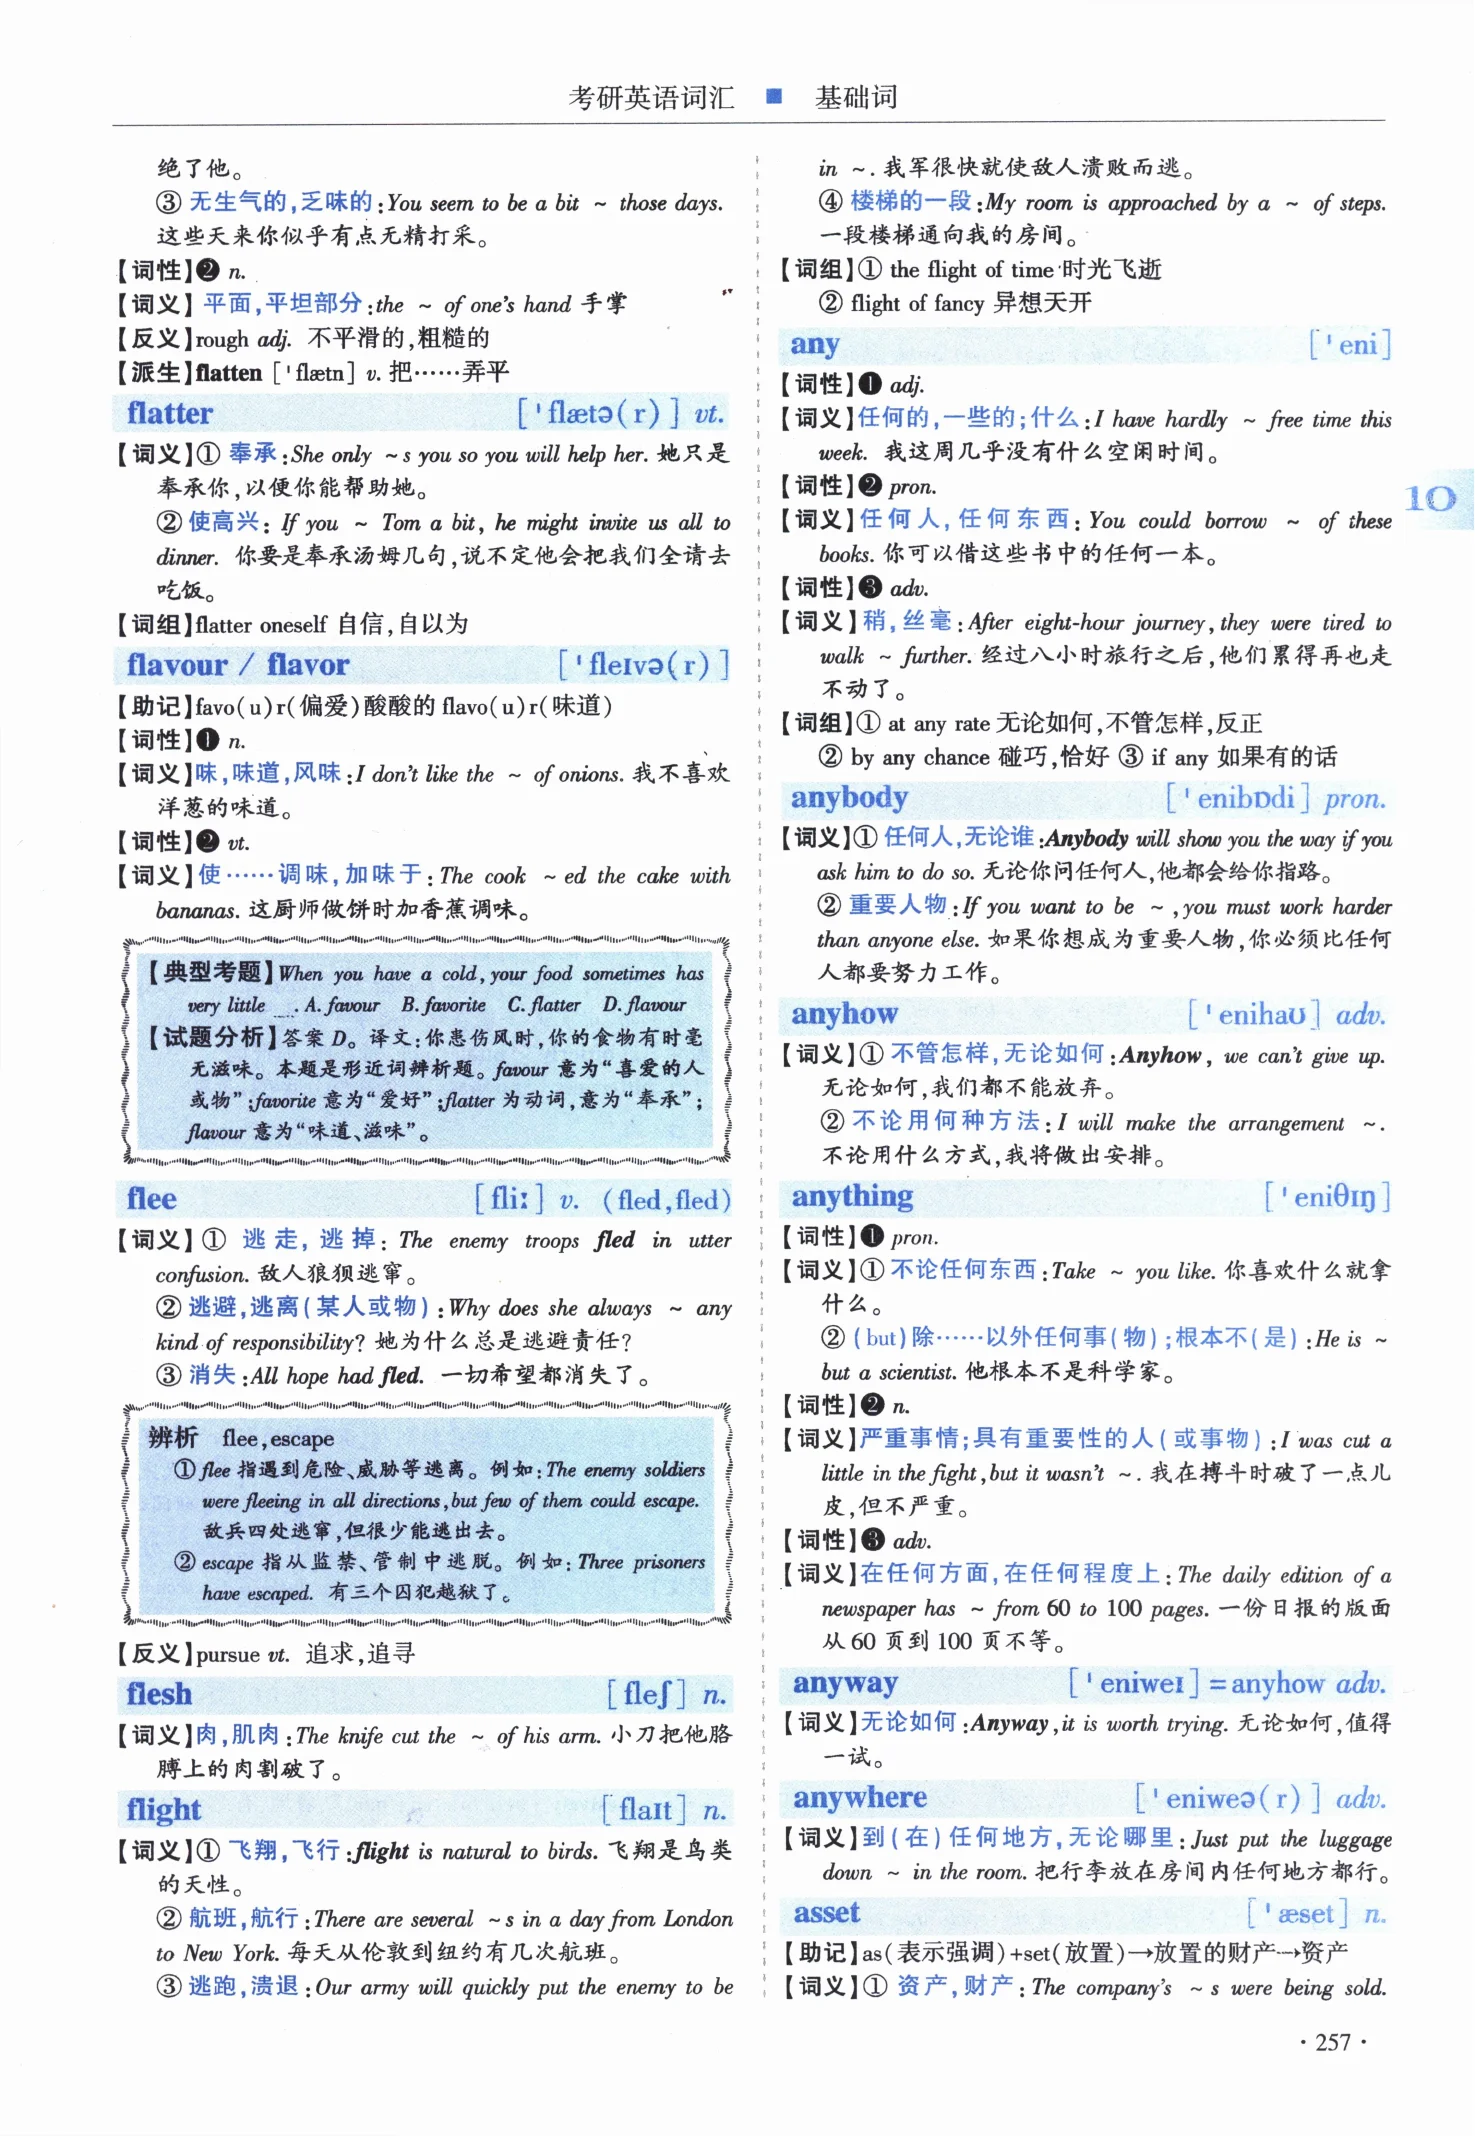 考研英语词汇 ■ 基础词
绝了他。
③ 无生气的,乏味的:You seem to be a bit ~ those days.
这些天来你似乎有点无精打采。
【词性】❷ n.
【词义】平面,平坦部分:the ~ of one's hand 手掌
【反义】rough adj. 不平滑的,粗糙的
【派生】flatten ['flætn] v. 把……弄平
flatter ['flætə(r)] vt.
【词义】① 奉承:She only ~s you so you will help her. 她只是
奉承你,以便你能帮助她。
② 使高兴: If you ~ Tom a bit, he might invite us all to
dinner. 你要是奉承汤姆几句,说不定他会把我们全请去
吃饭。
【词组】flatter oneself 自信,自以为
flavour / flavor ['fleɪvə(r)]
【助记】favo(u)r(偏爱)酸酸的 flavo(u)r(味道)
【词性】❶ n.
【词义】味,味道,风味:I don't like the ~ of onions. 我不喜欢
洋葱的味道。
【词性】❷ vt.
【词义】使……调味,加味于:The cook ~ed the cake with
bananas. 这厨师做饼时加香蕉调味。
【典型考题】When you have a cold, your food sometimes has
very little __. A. favour B. favorite C. flatter D. flavour
【试题分析】答案 D。译文:你患伤风时,你的食物有时毫
无滋味。本题是形近词辨析题。favour 意为“喜爱的人
或物”;favorite 意为“爱好”;flatter 为动词,意为“奉承”;
flavour 意为“味道、滋味”。
flee [fliː] v. (fled,fled)
【词义】① 逃走, 逃掉: The enemy troops fled in utter
confusion. 敌人狼狈逃窜。
② 逃避,逃离(某人或物):Why does she always ~ any
kind of responsibility? 她为什么总是逃避责任?
③ 消失:All hope had fled. 一切希望都消失了。
辨析 flee,escape
① flee 指遇到危险、威胁等逃离。例如:The enemy soldiers
were fleeing in all directions, but few of them could escape.
敌兵四处逃窜,但很少能逃出去。
② escape 指从监禁、管制中逃脱。例如: Three prisoners
have escaped. 有三个囚犯越狱了。
【反义】pursue vt. 追求,追寻
flesh [fleʃ] n.
【词义】肉,肌肉:The knife cut the ~ of his arm. 小刀把他胳
膊上的肉割破了。
flight [flaɪt] n.
【词义】① 飞翔,飞行:flight is natural to birds. 飞翔是鸟类
的天性。
② 航班,航行:There are several ~s in a day from London
to New York. 每天从伦敦到纽约有几次航班。
③ 逃跑,溃退:Our army will quickly put the enemy to be
in ~. 我军很快就使敌人溃败而逃。
④ 楼梯的一段:My room is approached by a ~ of steps.
一段楼梯通向我的房间。
【词组】① the flight of time 时光飞逝
② flight of fancy 异想天开
any ['eni]
【词性】❶ adj.
【词义】任何的,一些的;什么:I have hardly ~ free time this
week. 我这周几乎没有什么空闲时间。
【词性】❷ pron.
【词义】任何人, 任何东西: You could borrow ~ of these
books. 你可以借这些书中的任何一本。
【词性】❸ adv.
【词义】稍,丝毫:After eight-hour journey, they were tired to
walk ~ further. 经过八小时旅行之后,他们累得再也走
不动了。
【词组】① at any rate 无论如何,不管怎样,反正
② by any chance 碰巧,恰好 ③ if any 如果有的话
anybody ['enibɒdi] pron.
【词义】① 任何人,无论谁:Anybody will show you the way if you
ask him to do so. 无论你问任何人,他都会给你指路。
② 重要人物:If you want to be ~, you must work harder
than anyone else. 如果你想成为重要人物,你必须比任何
人都要努力工作。
anyhow ['enihaʊ] adv.
【词义】① 不管怎样,无论如何:Anyhow, we can't give up.
无论如何,我们都不能放弃。
② 不论用何种方法:I will make the arrangement ~.
不论用什么方式,我将做出安排。
anything ['eniθɪŋ]
【词性】❶ pron.
【词义】① 不论任何东西:Take ~ you like. 你喜欢什么就拿
什么。
② (but)除……以外任何事(物);根本不(是):He is ~
but a scientist. 他根本不是科学家。
【词性】❷ n.
【词义】严重事情;具有重要性的人(或事物):I was cut a
little in the fight, but it wasn't ~. 我在搏斗时破了一点儿
皮,但不严重。
【词性】❸ adv.
【词义】在任何方面,在任何程度上:The daily edition of a
newspaper has ~ from 60 to 100 pages. 一份日报的版面
从 60 页到 100 页不等。
anyway ['eniweɪ] =anyhow adv.
【词义】无论如何:Anyway, it is worth trying. 无论如何,值得
一试。
anywhere ['eniweə(r)] adv.
【词义】到(在)任何地方,无论哪里:Just put the luggage
down ~ in the room. 把行李放在房间内任何地方都行。
asset ['æset] n.
【助记】as(表示强调)+set(放置)→放置的财产→资产
【词义】① 资产,财产:The company's ~s were being sold.
10
·257·